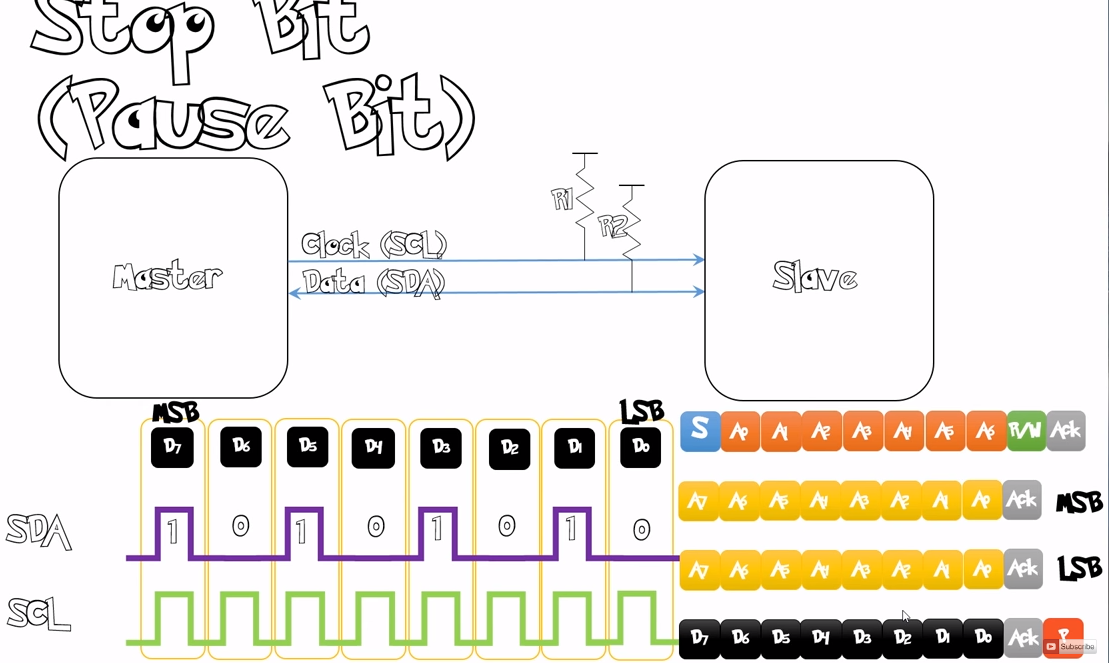 Stop Bit
(Pause Bit)
R1
R2
Clock (SCL)
Data (SDA)
Master
Slave
MSB
LSB
D7 D6 D5 D4 D3 D2 D1 D0
S A0 A1 A2 A3 A4 A5 A6 R/W Ack
A7 A6 A5 A4 A3 A2 A1 A0 Ack MSB
SDA 1 0 1 0 1 0 1 0
A7 A6 A5 A4 A3 A2 A1 A0 Ack LSB
SCL
D7 D6 D5 D4 D3 D2 D1 D0 Ack P
Subscribe